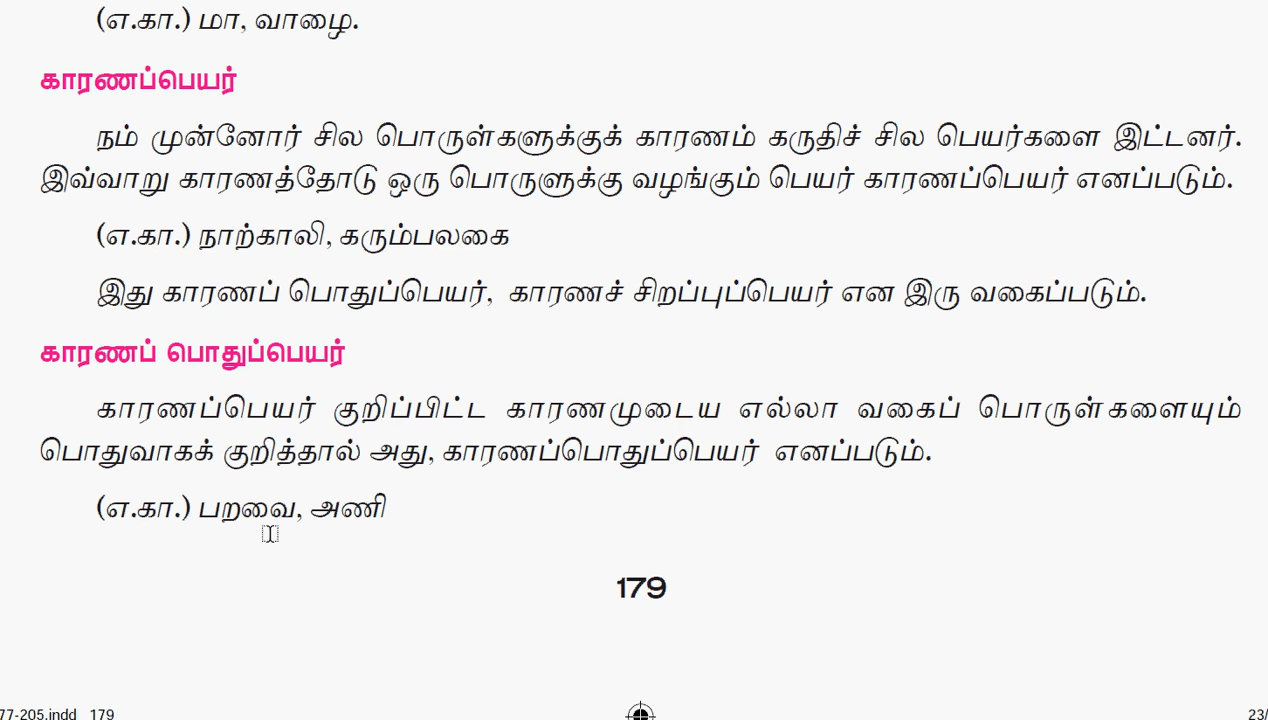 (எ.கா.) மா, வாழை.
காரணப்பெயர்
நம் முன்னோர் சில பொருள்களுக்குக் காரணம் கருதிச் சில பெயர்களை இட்டனர்.
இவ்வாறு காரணத்தோடு ஒரு பொருளுக்கு வழங்கும் பெயர் காரணப்பெயர் எனப்படும்.
(எ.கா.) நாற்காலி, கரும்பலகை
இது காரணப் பொதுப்பெயர், காரணச் சிறப்புப்பெயர் என இரு வகைப்படும்.
காரணப் பொதுப்பெயர்
காரணப்பெயர் குறிப்பிட்ட காரணமுடைய எல்லா வகைப் பொருள்களையும்
பொதுவாகக் குறித்தால் அது, காரணப்பொதுப்பெயர் எனப்படும்.
(எ.கா.) பறவை, அணி
179
77-205.indd 179
23/